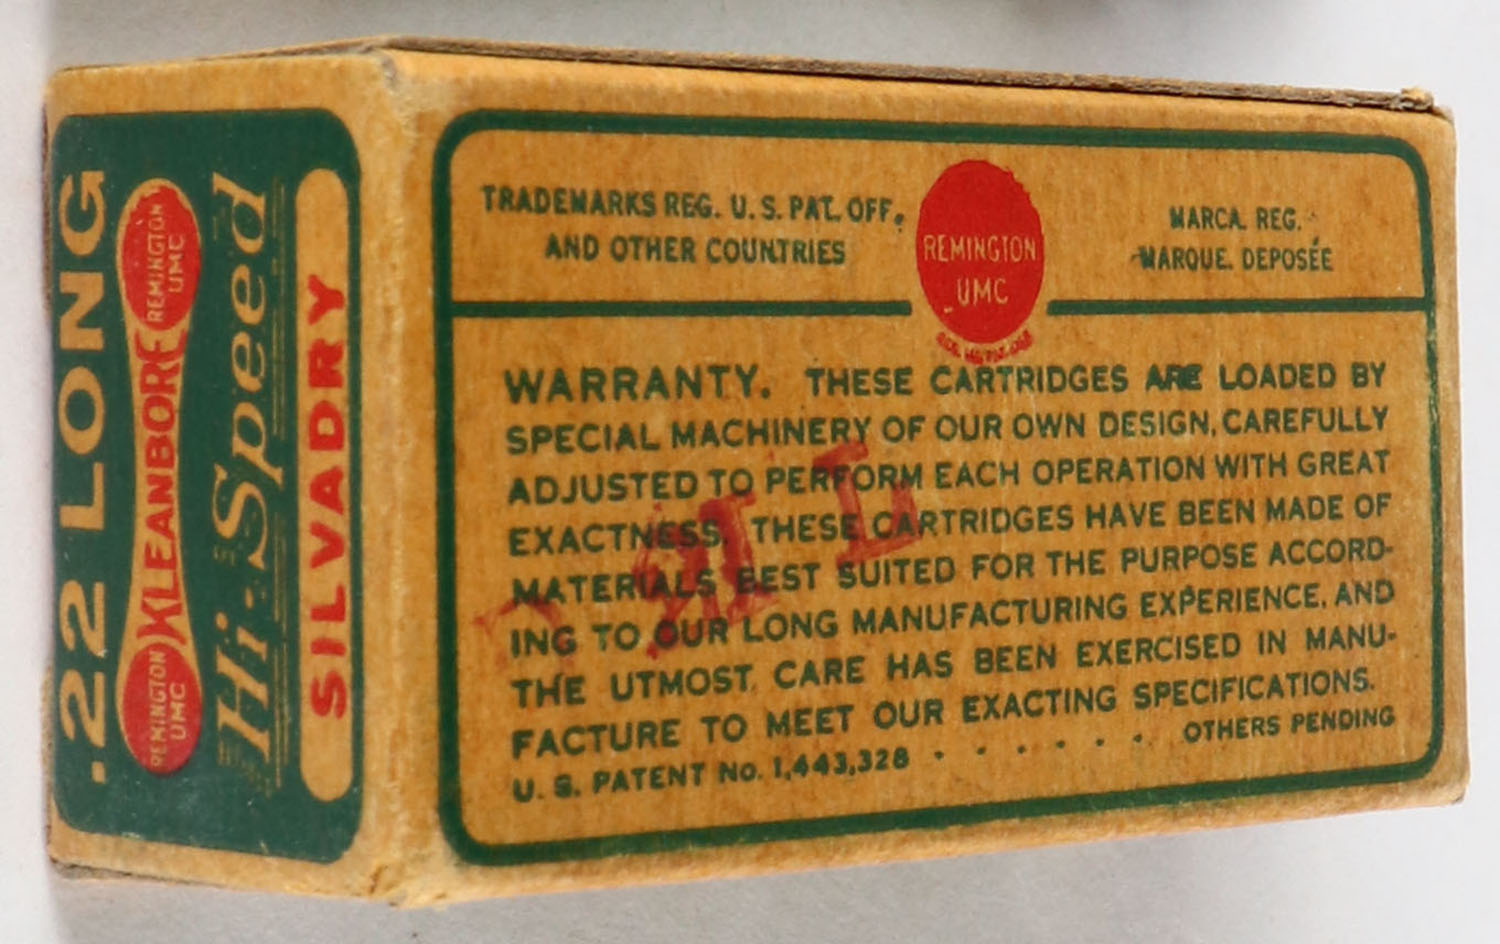 .22 LONG
REMINGTON
UMC
KLEANBORE
REMINGTON
UMC
Hi-Speed
SILVADRY
TRADEMARKS REG. U. S. PAT. OFF.
AND OTHER COUNTRIES
REMINGTON
UMC
MARCA REG.
MARQUE DEPOSÉE
WARRANTY. THESE CARTRIDGES ARE LOADED BY
SPECIAL MACHINERY OF OUR OWN DESIGN, CAREFULLY
ADJUSTED TO PERFORM EACH OPERATION WITH GREAT
EXACTNESS. THESE CARTRIDGES HAVE BEEN MADE OF
MATERIALS BEST SUITED FOR THE PURPOSE ACCORD-
ING TO OUR LONG MANUFACTURING EXPERIENCE, AND
THE UTMOST CARE HAS BEEN EXERCISED IN MANU-
FACTURE TO MEET OUR EXACTING SPECIFICATIONS.
U. S. PATENT No. 1,443,328 . . . . . . OTHERS PENDING